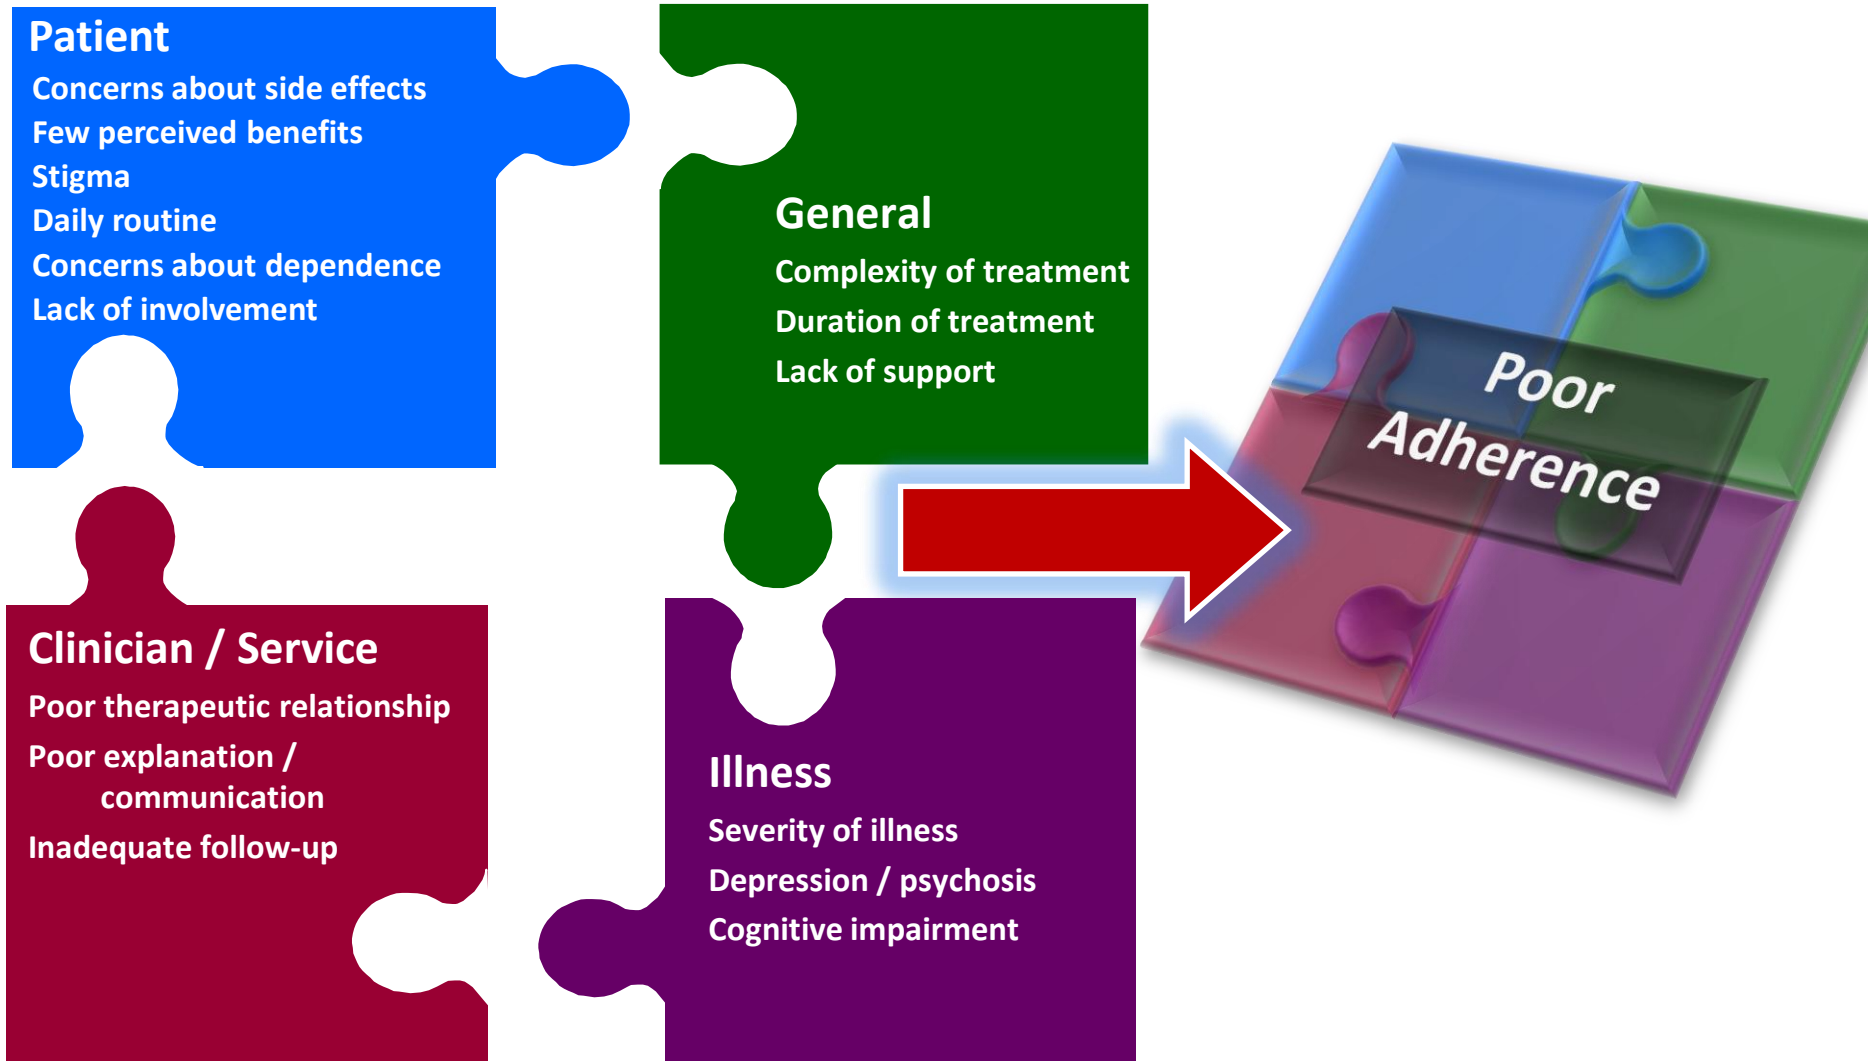 Patient
Concerns about side effects
Few perceived benefits
Stigma
Daily routine
Concerns about dependence
Lack of involvement
General
Complexity of treatment
Duration of treatment
Lack of support
Clinician / Service
Poor therapeutic relationship
Poor explanation /
communication
Inadequate follow-up
Illness
Severity of illness
Depression / psychosis
Cognitive impairment
Poor
Adherence